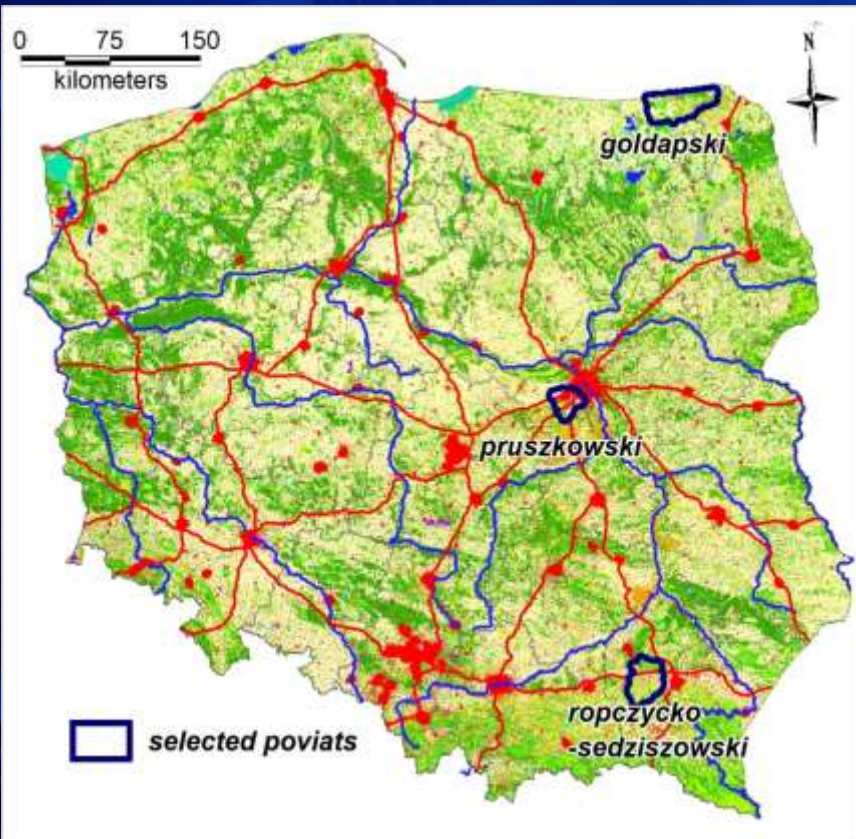 0 75 150
kilometers
N
goldapski
pruszkowski
ropczycko
-sedziszowski
selected poviats